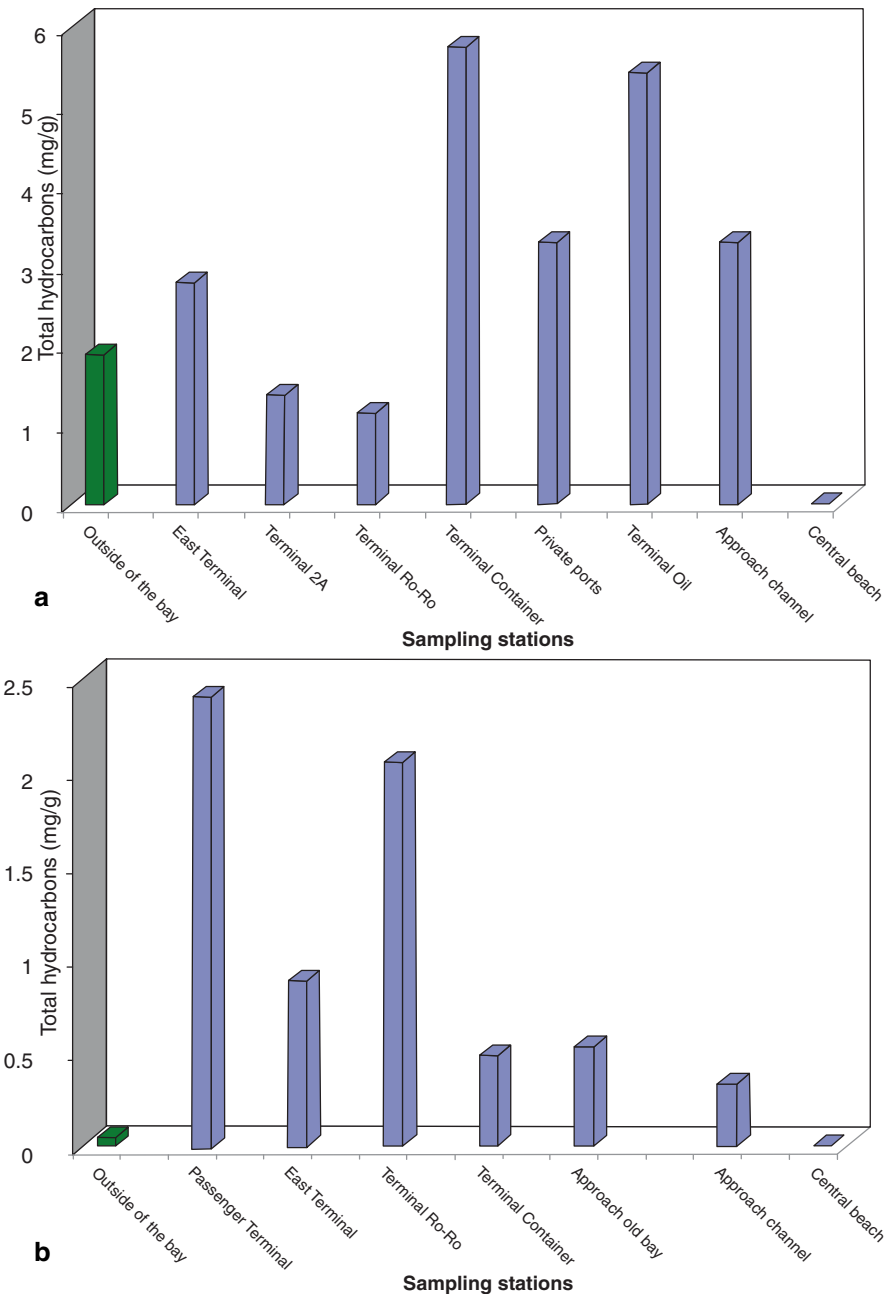 6
5
4
3
2
1
0
Total hydrocarbons (mg/g)
Outside of the bay
East Terminal
Terminal 2A
Terminal Ro-Ro
Terminal Container
Private ports
Terminal Oil
Approach channel
Central beach
a
Sampling stations
2.5
2
1.5
1
0.5
0
Total hydrocarbons (mg/g)
Outside of the bay
Passenger Terminal
East Terminal
Terminal Ro-Ro
Terminal Container
Approach old bay
Approach channel
Central beach
b
Sampling stations